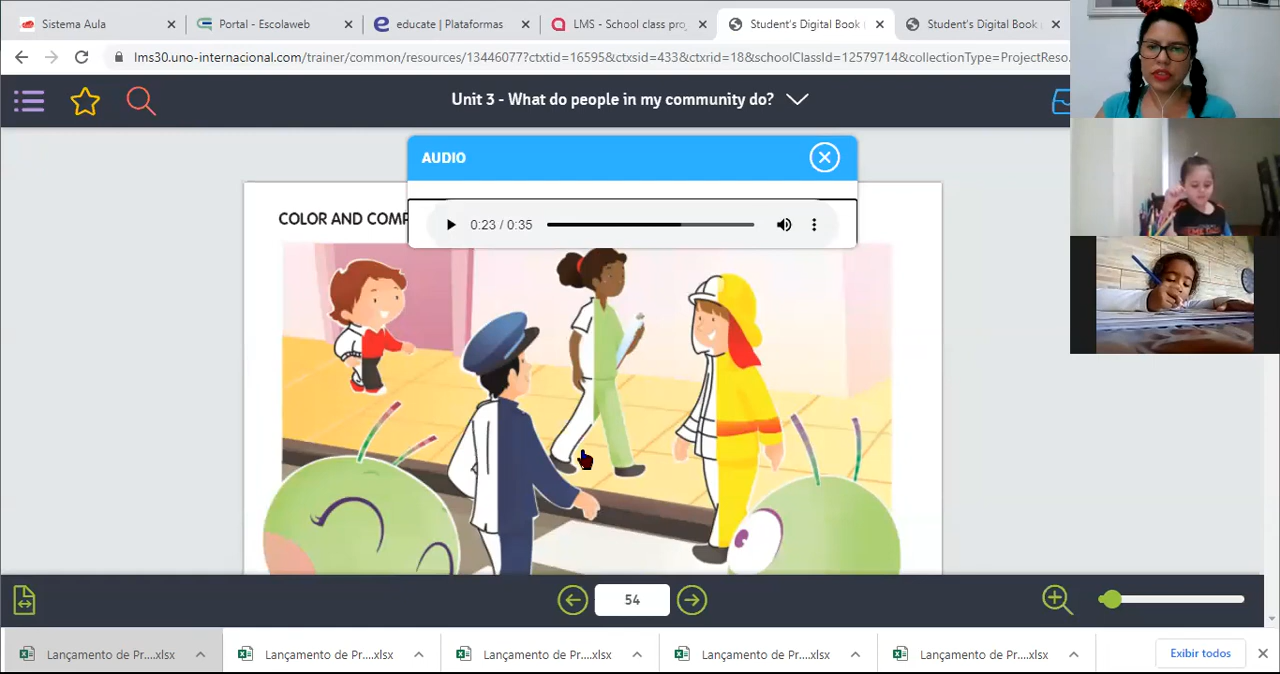 Sistema Aula
Portal - Escolaweb
educate | Plataformas
LMS - School class pro
Student's Digital Book
Student's Digital Book
lms30.uno-internacional.com/trainer/common/resour
46077?ctxtid=16595&ctxsid=433&ctxrid=18&schoolClassId=12579714&collectionType=ProjectReso...
Unit 3 - What do people in my community do?
AUDIO
COLOR AND COMP
0:23 / 0:35
54
Lançamento de Pr....xlsx
Lançamento de Pr....xlsx
Lançamento de Pr....xlsx
Lançamento de Pr....xlsx
Lançamento de Pr....xlsx
Exibir todos